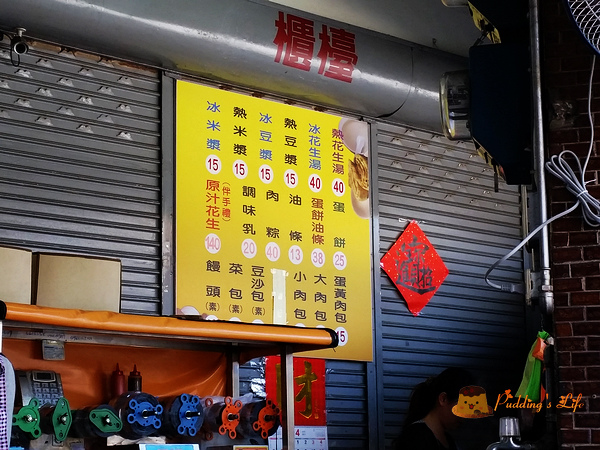 櫃檯
熱花生湯 40
冰花生湯 40
熱豆漿 15
冰豆漿 15
熱米漿 15
冰米漿 15
蛋餅 25
蛋餅油條 38
油條 13
肉粽 40
調味乳 20
(伴手禮)
原汁花生 140
蛋黃肉包 15
大肉包
小肉包
豆沙包(素)
菜包(素)
饅頭(素)
才
4
Pudding's Life